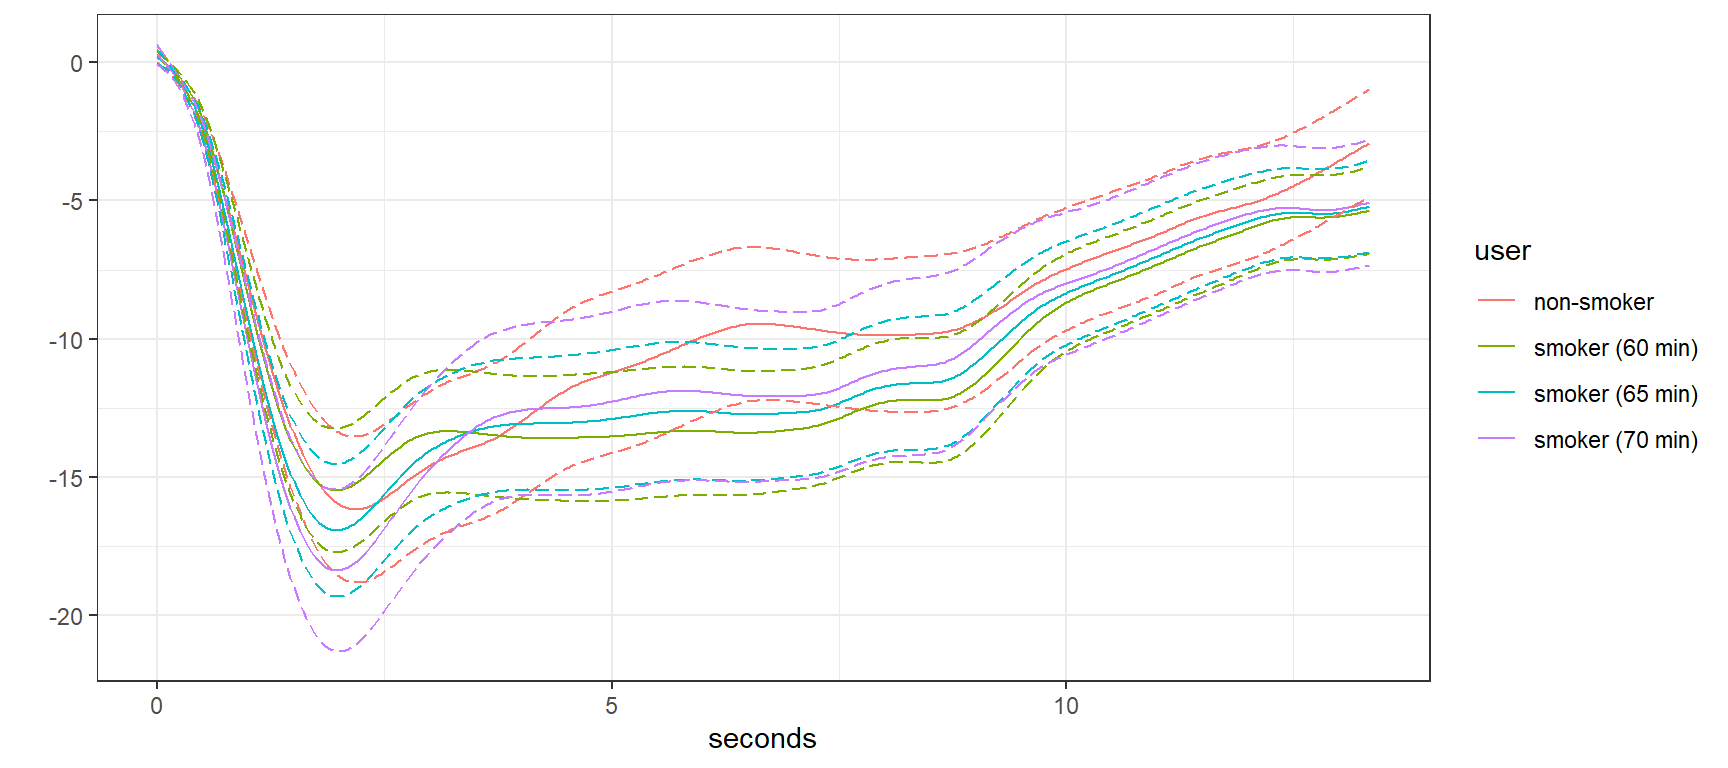 0
-5
-10
-15
-20
0 5 10
seconds
user
non-smoker
smoker (60 min)
smoker (65 min)
smoker (70 min)